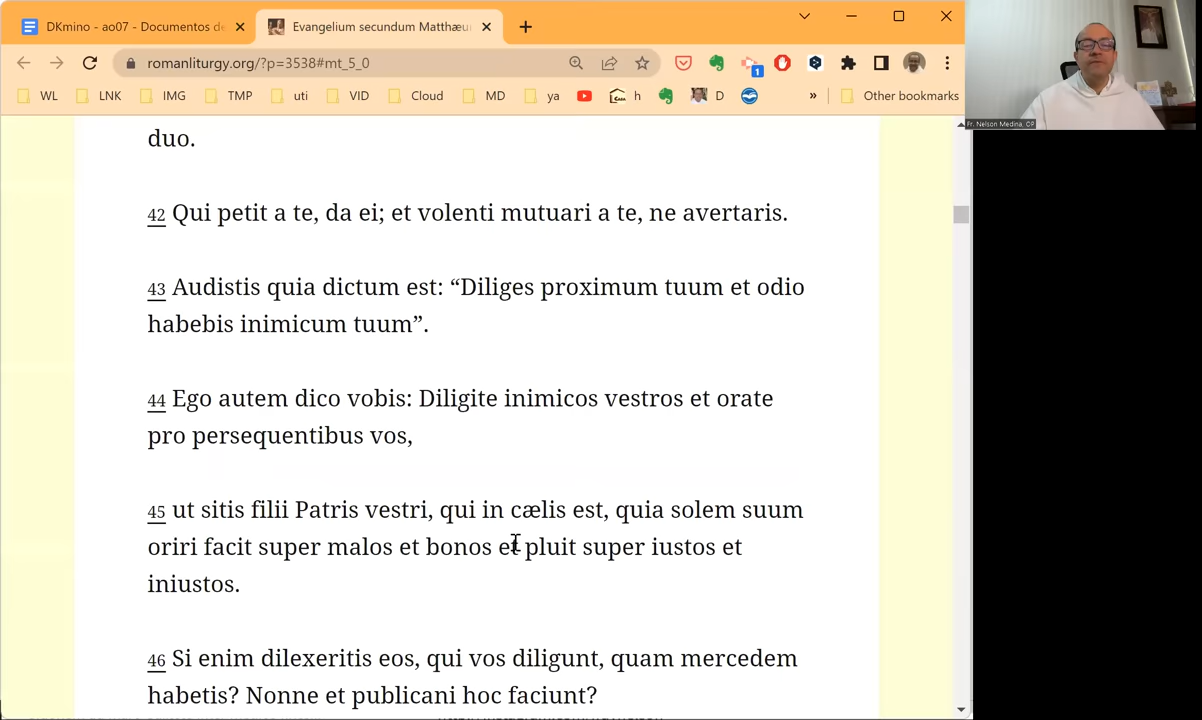 DKmino - ao07 - Documentos de
Evangelium secundum Matthæum
romanliturgy.org/?p=3538#mt_5_0
WL LNK IMG TMP uti VID Cloud MD ya h D » Other bookmarks
1
Fr. Nelson Medina, OP
duo.
42 Qui petit a te, da ei; et volenti mutuari a te, ne avertaris.
43 Audistis quia dictum est: “Diliges proximum tuum et odio
habebis inimicum tuum”.
44 Ego autem dico vobis: Diligite inimicos vestros et orate
pro persequentibus vos,
45 ut sitis filii Patris vestri, qui in cælis est, quia solem suum
oriri facit super malos et bonos et pluit super iustos et
iniustos.
46 Si enim dilexeritis eos, qui vos diligunt, quam mercedem
habetis? Nonne et publicani hoc faciunt?